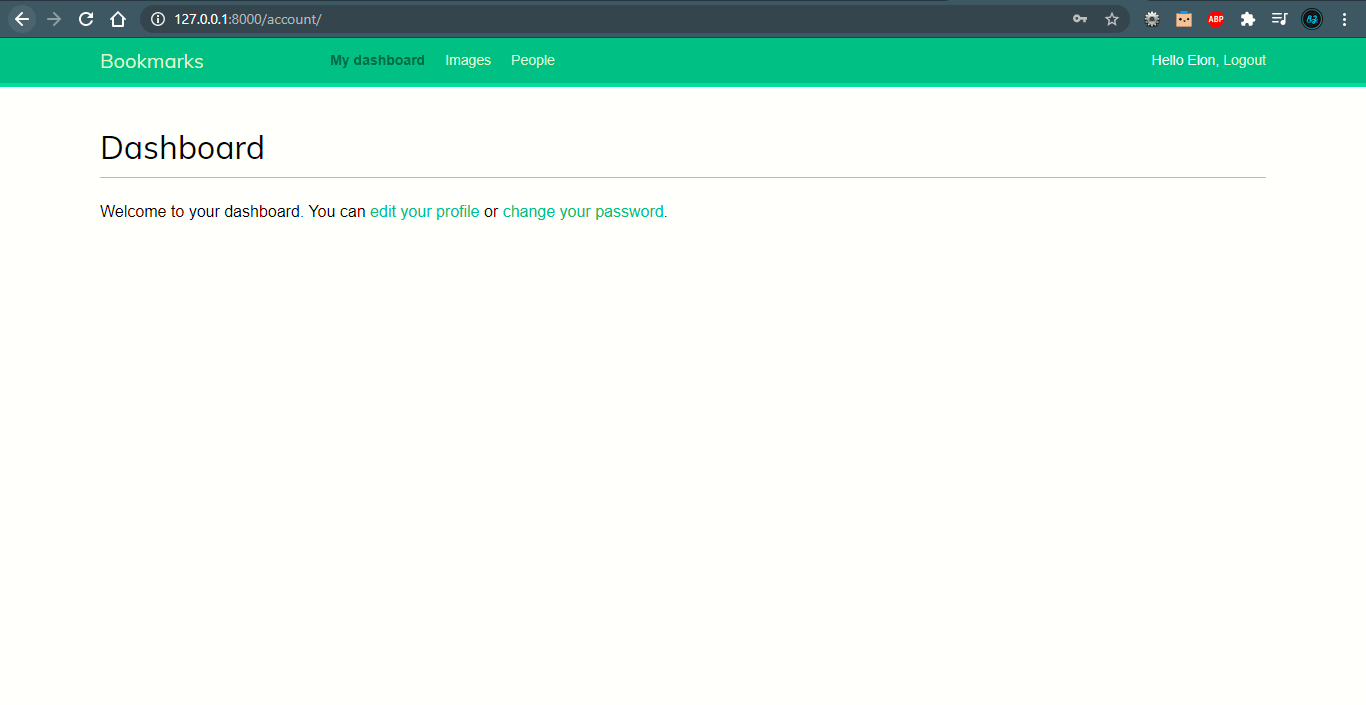 127.0.0.1:8000/account/
ABP
Bookmarks My dashboard Images People Hello Elon, Logout
Dashboard
Welcome to your dashboard. You can edit your profile or change your password.